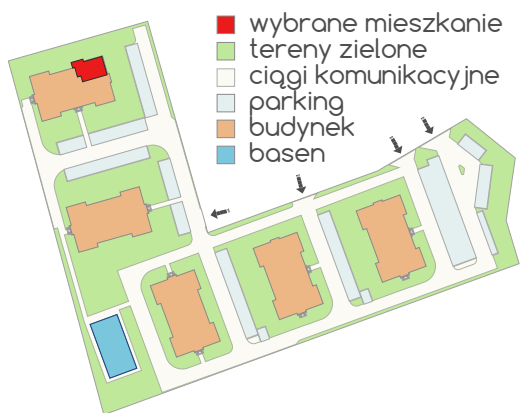 wybrane mieszkanie
tereny zielone
ciągi komunikacyjne
parking
budynek
basen